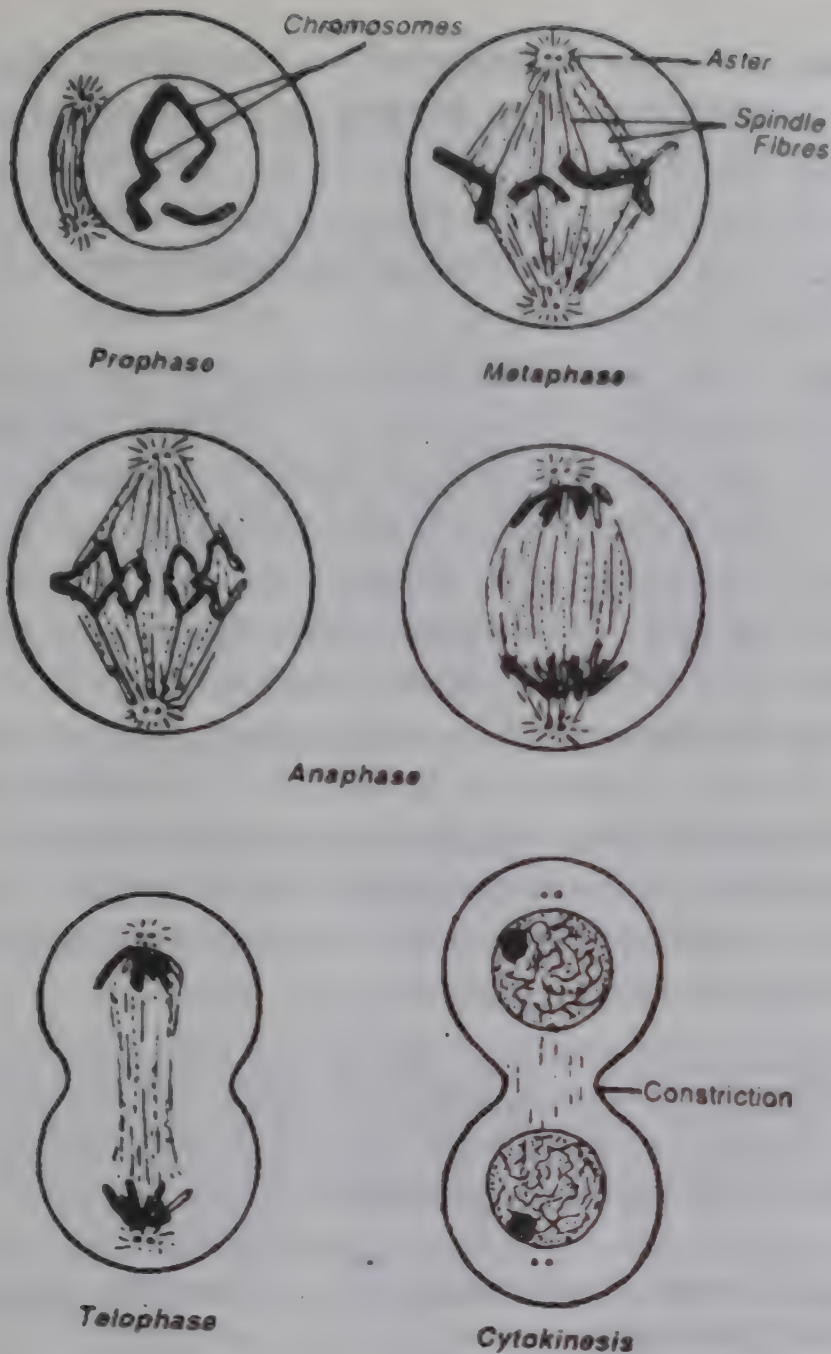 Chromosomes
Aster
Spindle
Fibres
Prophase
Metaphase
Anaphase
Constriction
Telophase
Cytokinesis